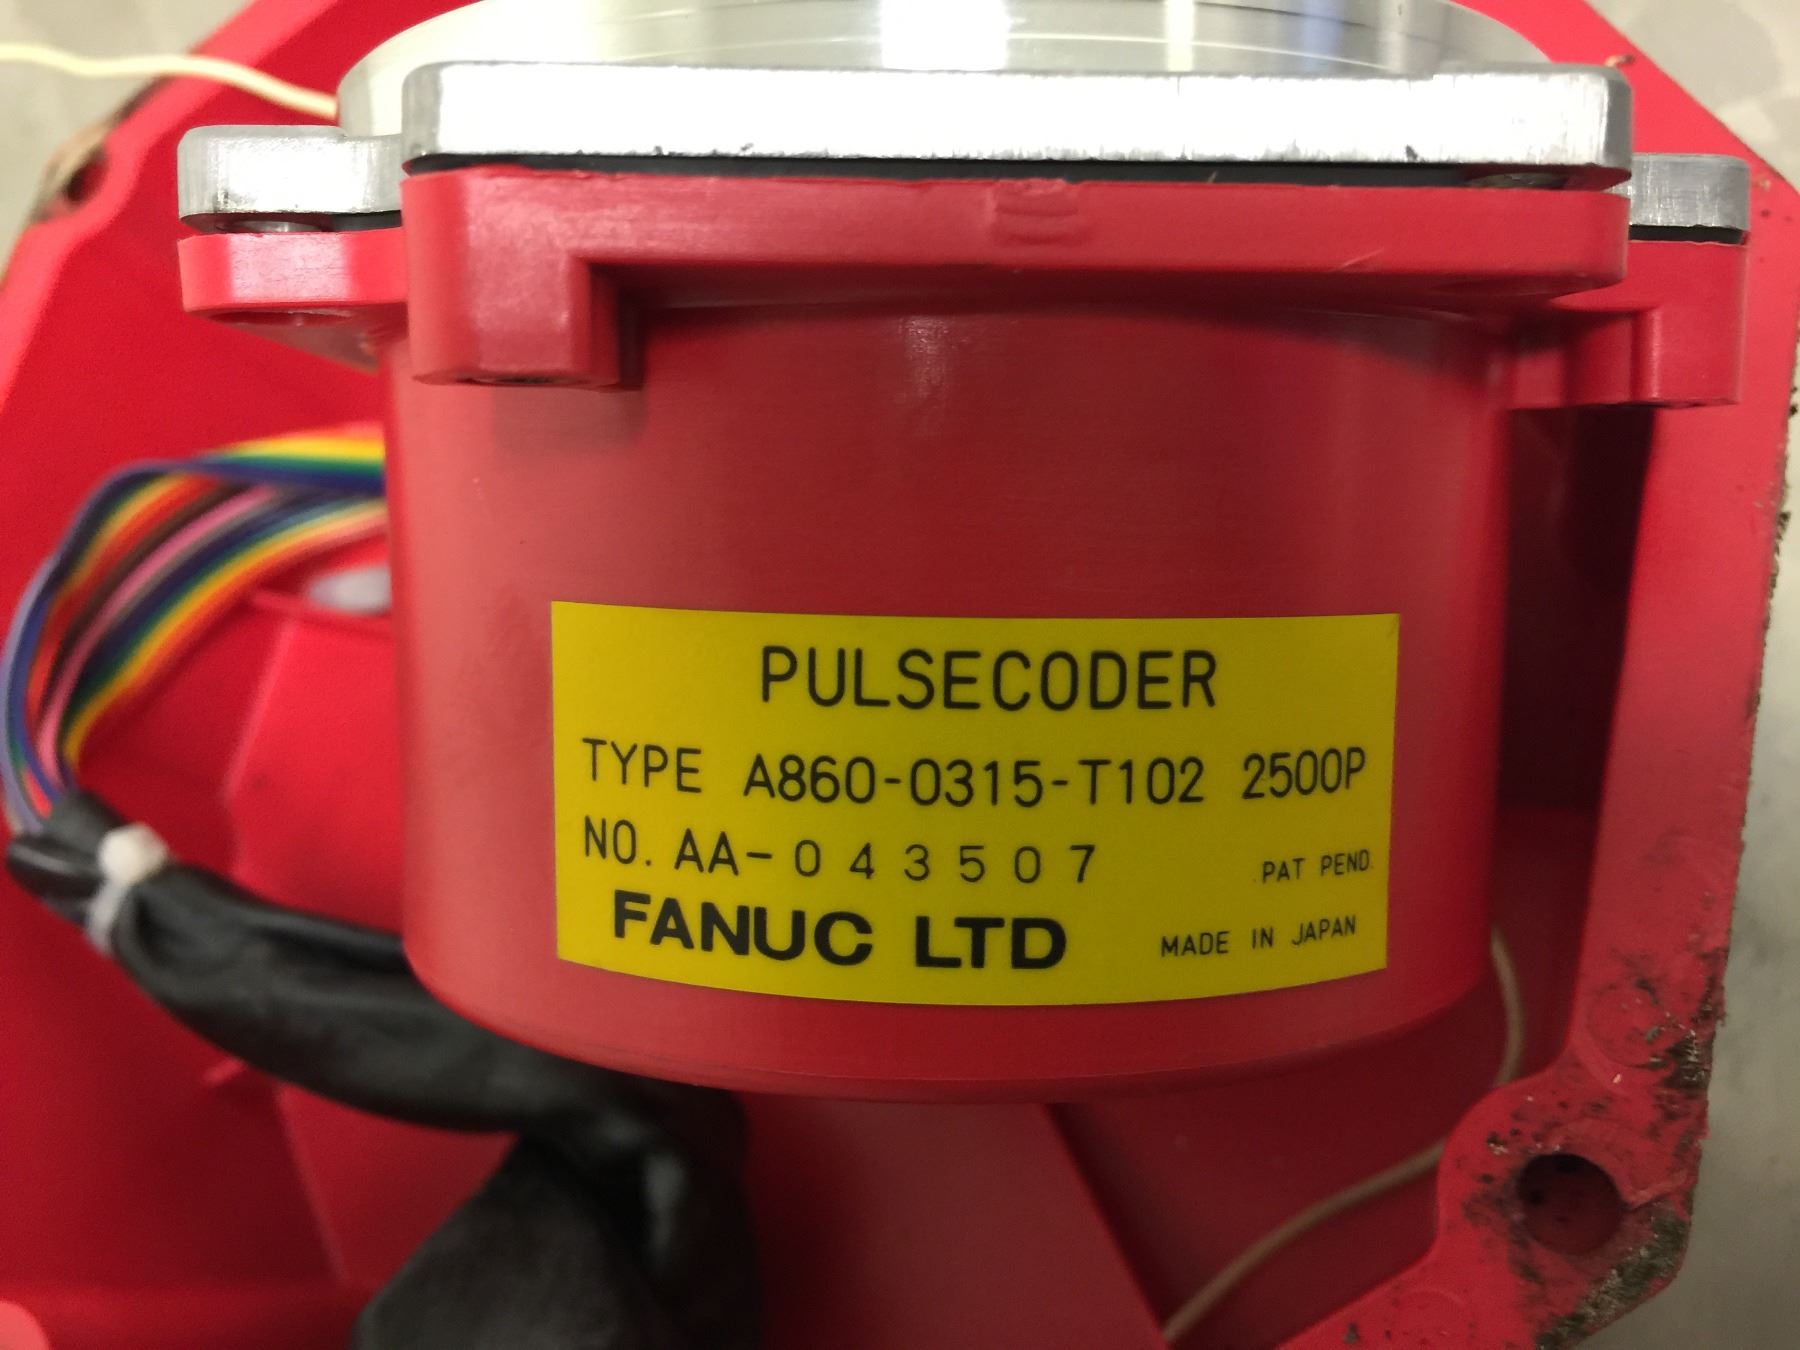 PULSECODER
TYPE A860-0315-T102 2500P
NO. AA-043507 PAT PEND.
FANUC LTD MADE IN JAPAN